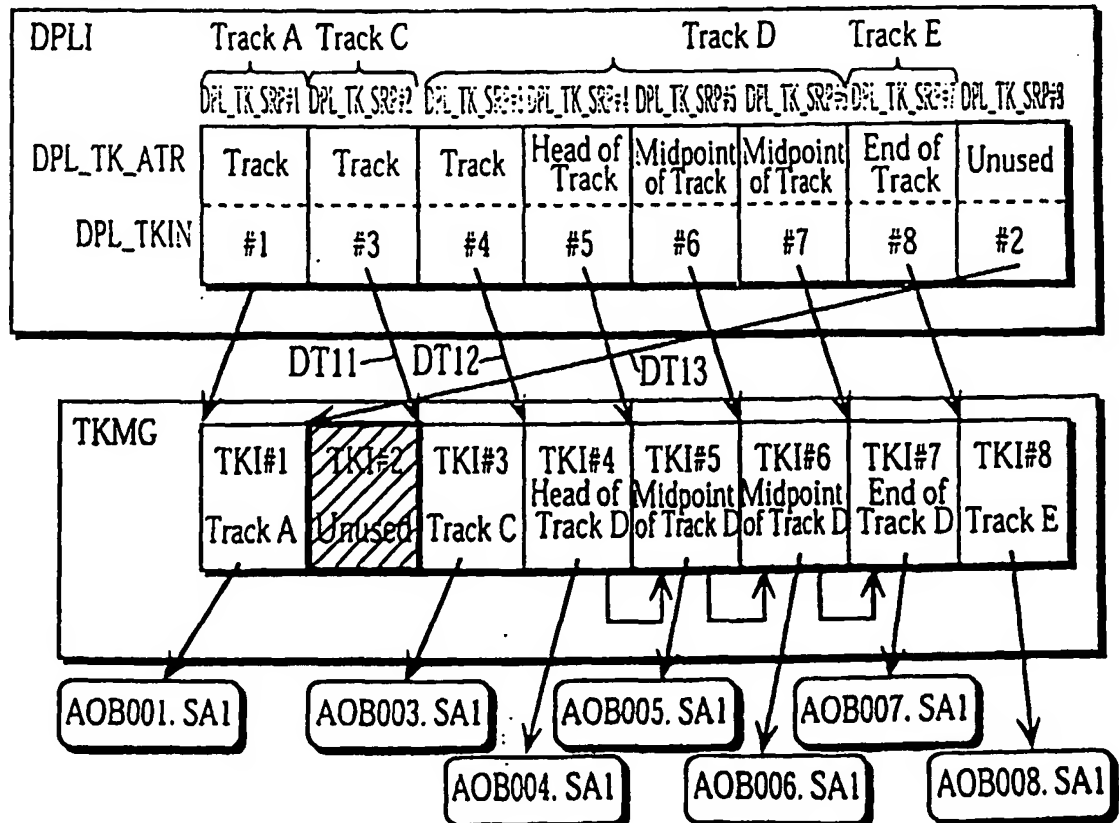 DPLI Track A Track C Track D Track E
DPL_TK_SRP#1 DPL_TK_SRP#2 DPL_TK_SRP#4 DPL_TK_SRP#5 DPL_TK_SRP#8
DPL_TK_ATR Track Track Track Head of Track Midpoint of Track Midpoint of Track End of Track Unused
DPL_TKIN #1 #3 #4 #5 #6 #7 #8 #2
DT11 DT12 DT13
TKMG
TKI#1 TKI#2 TKI#3 TKI#4 TKI#5 TKI#6 TKI#7 TKI#8
Head of Midpoint Midpoint End of
Track A Unused Track C Track D of Track D of Track D Track D Track E
AOB001. SA1 AOB003. SA1 AOB005. SA1 AOB007. SA1
AOB004. SA1 AOB006. SA1 AOB008. SA1